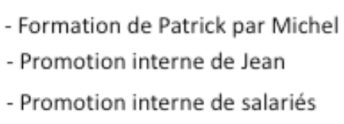 - Formation de Patrick par Michel
- Promotion interne de Jean
- Promotion interne de salariés